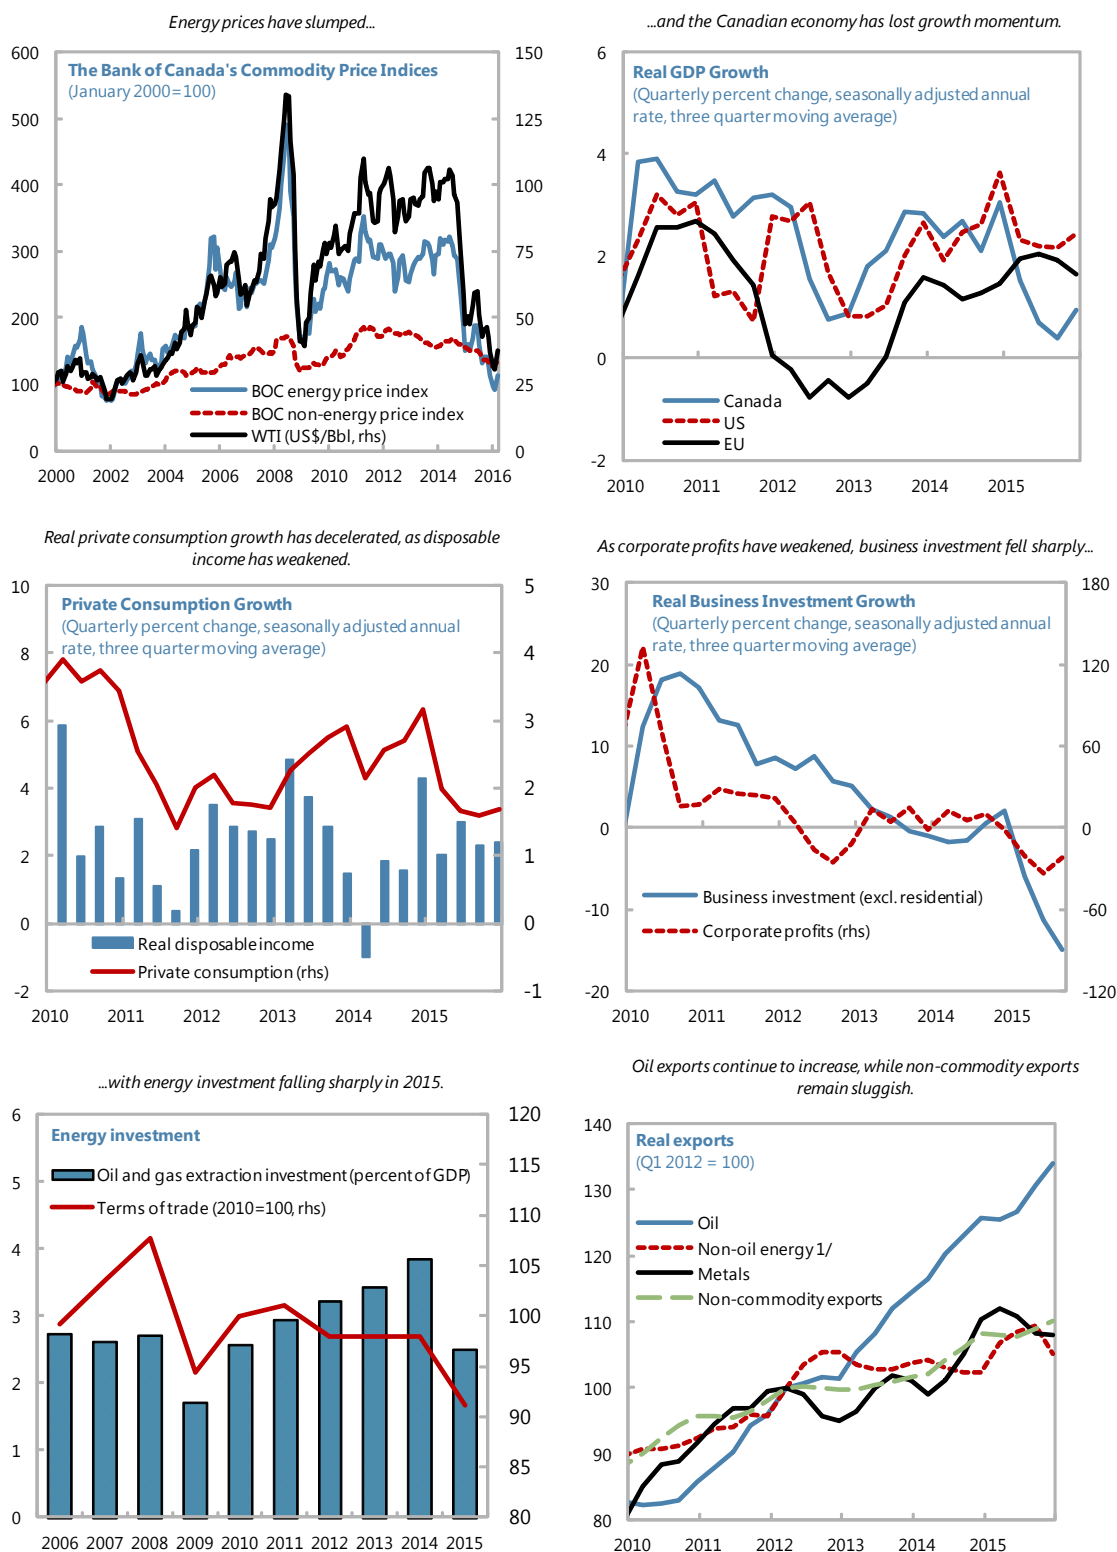 Energy prices have slumped...
600
500
400
300
200
100
0
150
125
100
75
50
25
0
The Bank of Canada's Commodity Price Indices
(January 2000=100)
BOC energy price index
BOC non-energy price index
WTI (US$/Bbl, rhs)
2000 2002 2004 2006 2008 2010 2012 2014 2016
...and the Canadian economy has lost growth momentum.
6
4
2
0
-2
Real GDP Growth
(Quarterly percent change, seasonally adjusted annual
rate, three quarter moving average)
Canada
US
EU
2010 2011 2012 2013 2014 2015
Real private consumption growth has decelerated, as disposable
income has weakened.
10
8
6
4
2
0
-2
5
4
3
2
1
0
-1
Private Consumption Growth
(Quarterly percent change, seasonally adjusted annual
rate, three quarter moving average)
Real disposable income
Private consumption (rhs)
2010 2011 2012 2013 2014 2015
As corporate profits have weakened, business investment fell sharply...
30
20
10
0
-10
-20
180
120
60
0
-60
-120
Real Business Investment Growth
(Quarterly percent change, seasonally adjusted annual
rate, three quarter moving average)
Business investment (excl. residential)
Corporate profits (rhs)
2010 2011 2012 2013 2014 2015
...with energy investment falling sharply in 2015.
6
5
4
3
2
1
0
120
115
110
105
100
95
90
85
80
Energy investment
Oil and gas extraction investment (percent of GDP)
Terms of trade (2010=100, rhs)
2006 2007 2008 2009 2010 2011 2012 2013 2014 2015
Oil exports continue to increase, while non-commodity exports
remain sluggish.
140
130
120
110
100
90
80
Real exports
(Q1 2012 = 100)
Oil
Non-oil energy 1/
Metals
Non-commodity exports
2010 2011 2012 2013 2014 2015